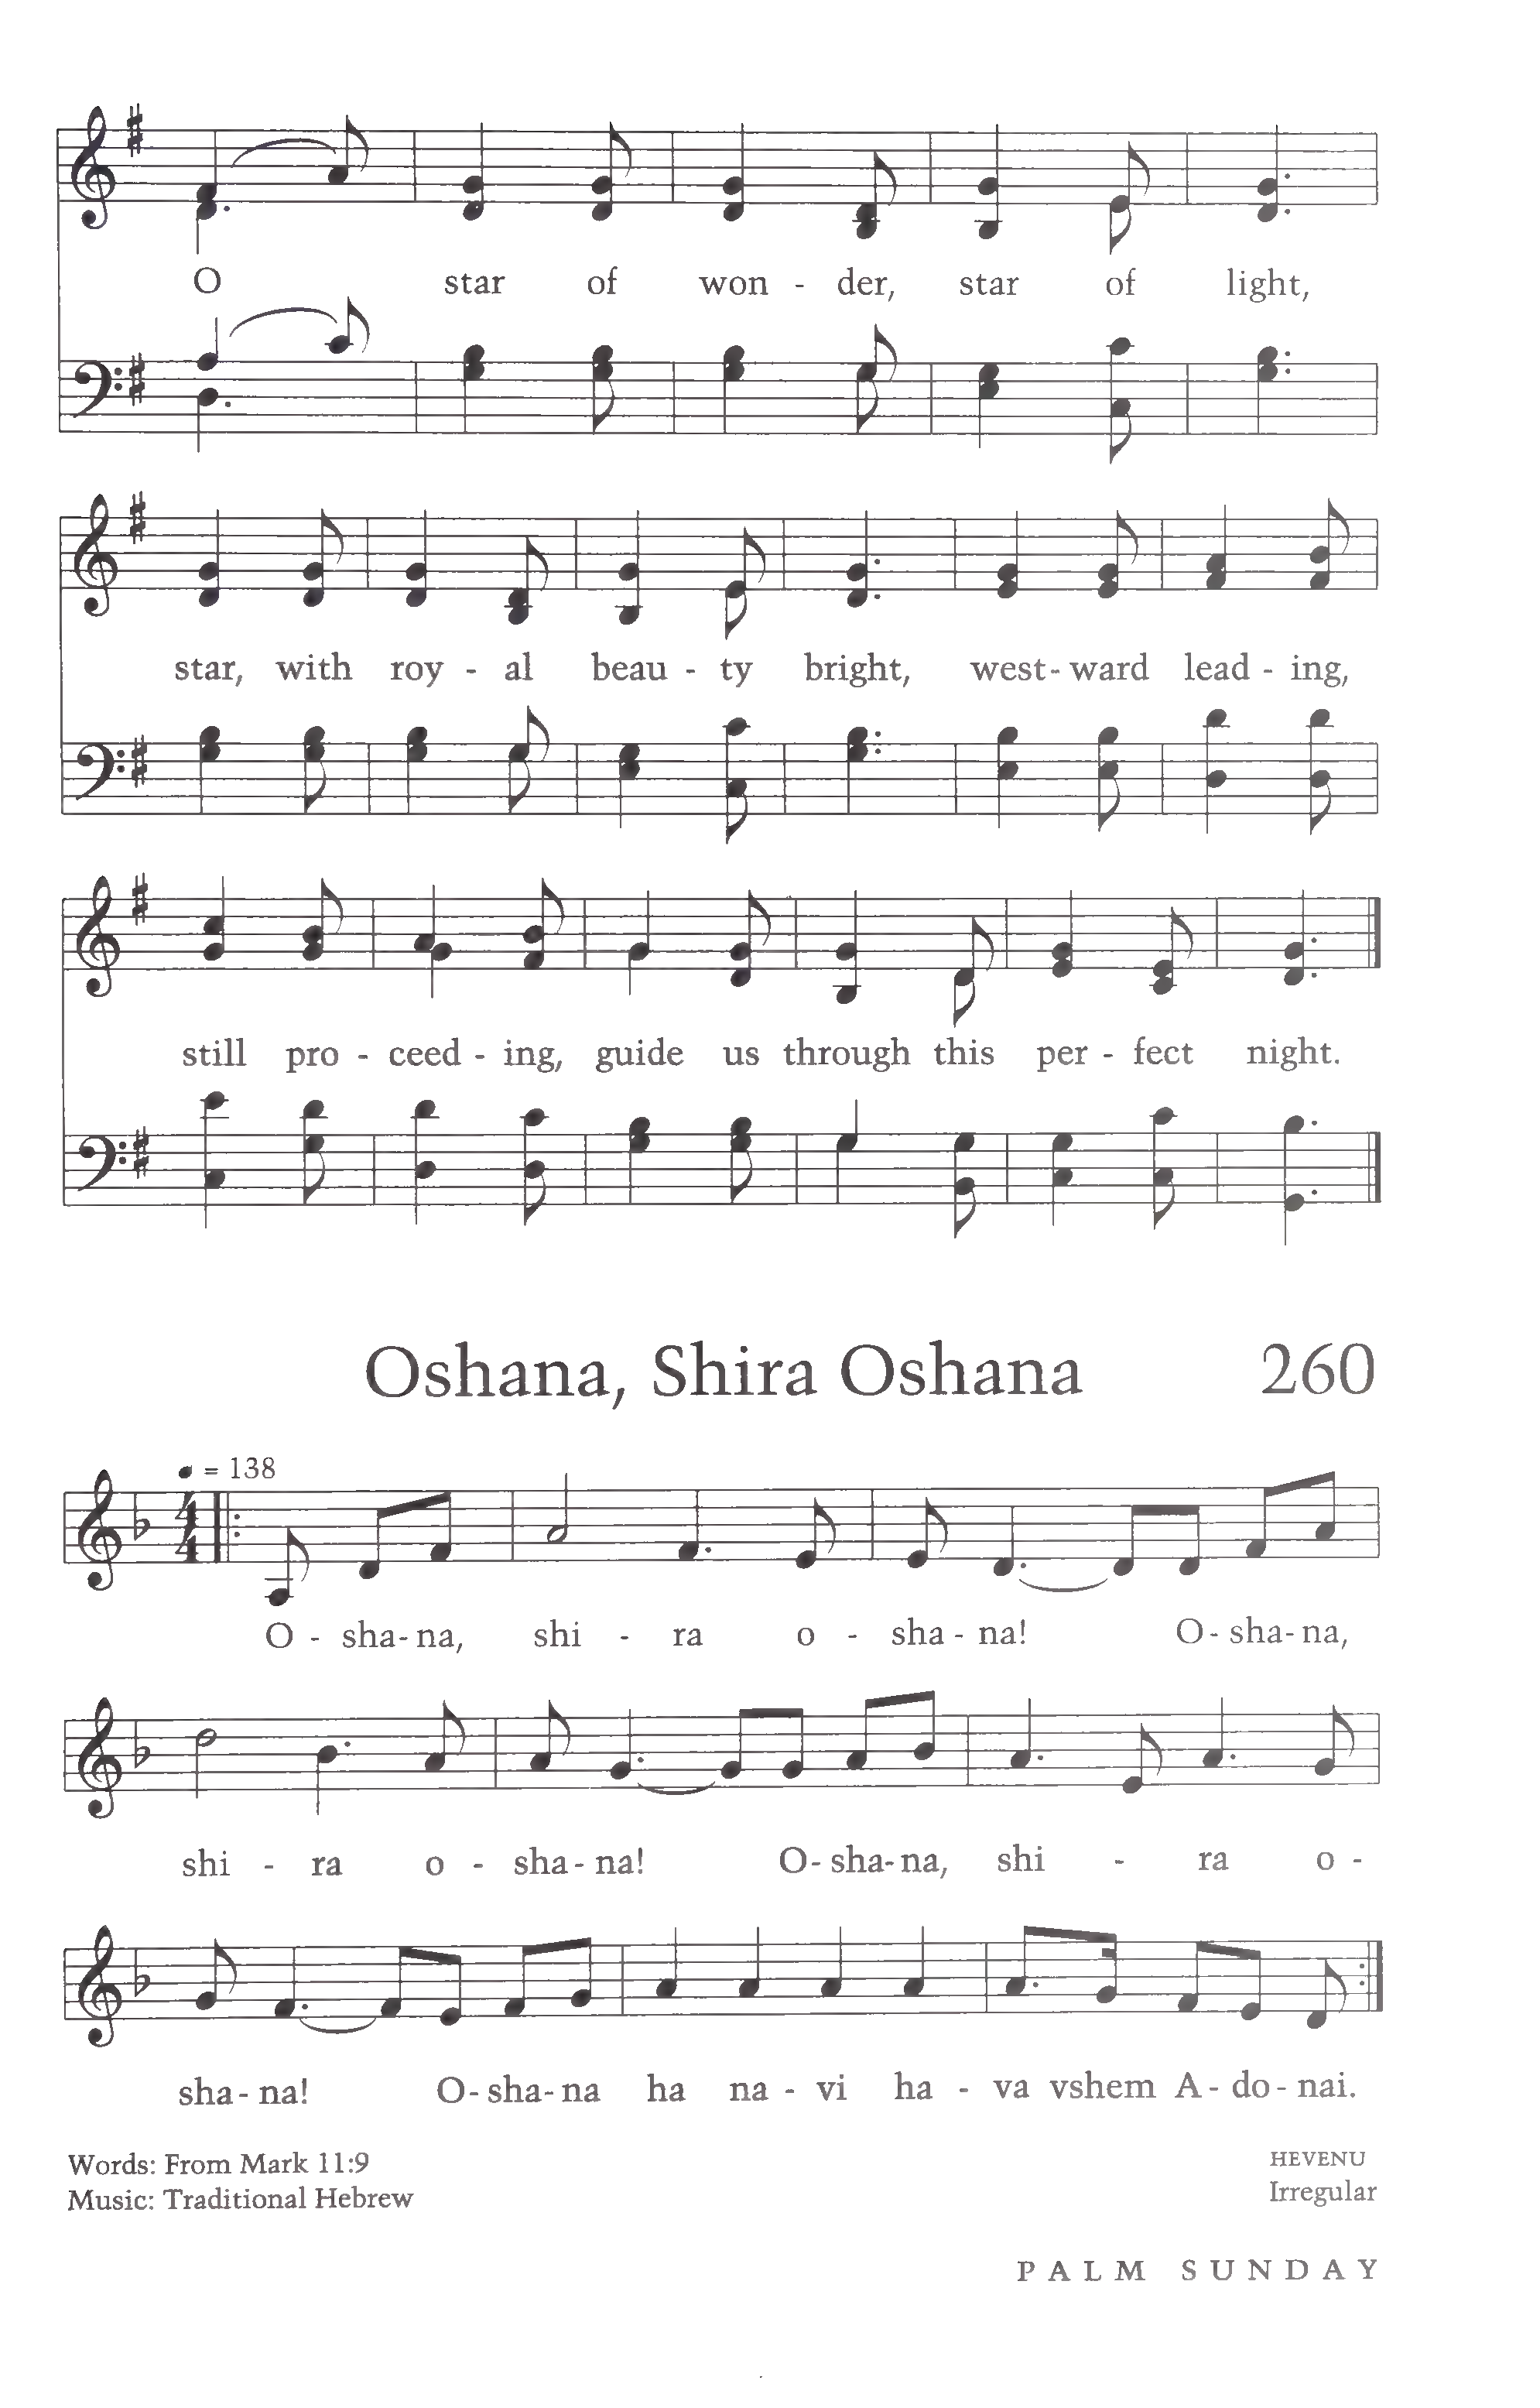 O star of won - der, star of light,
star, with roy - al beau - ty bright, west - ward lead - ing,
still pro - ceed - ing, guide us through this per - fect night.
Oshana, Shira Oshana 260
= 138
O - sha - na, shi - ra o - sha - na! O - sha - na,
shi - ra o - sha - na! O - sha - na, shi - ra o -
sha - na! O - sha - na ha na - vi ha - va vshem A - do - nai.
Words: From Mark 11:9
Music: Traditional Hebrew
HEVENU
Irregular
PALM SUNDAY